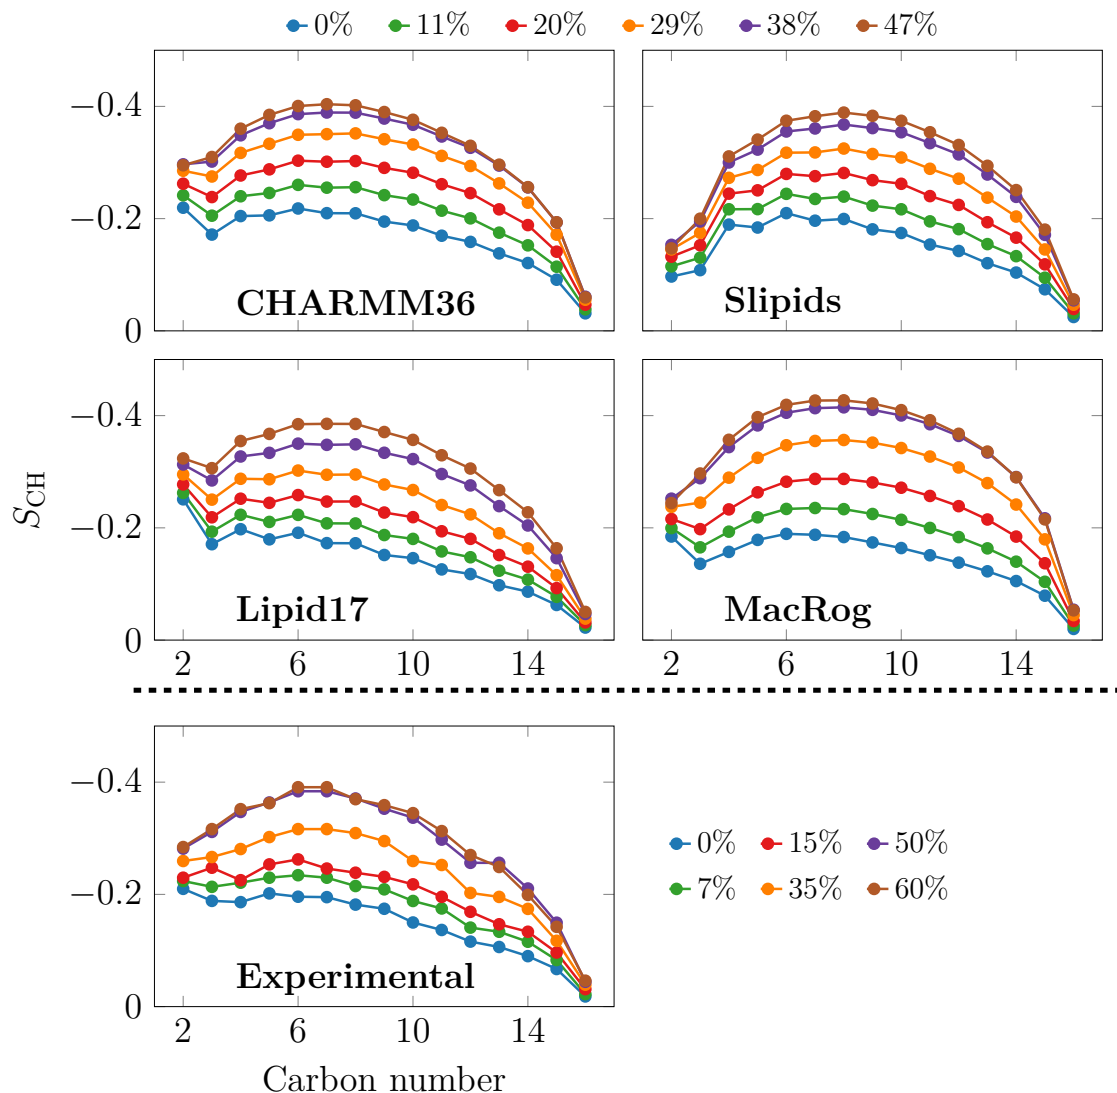 0% 11% 20% 29% 38% 47%
−0.4
−0.2
0
CHARMM36
Slipids
−0.4
−0.2
0
Lipid17
MacRog
2 6 10 14
2 6 10 14
S_CH
−0.4
−0.2
0
Experimental
0% 15% 50%
7% 35% 60%
2 6 10 14
Carbon number